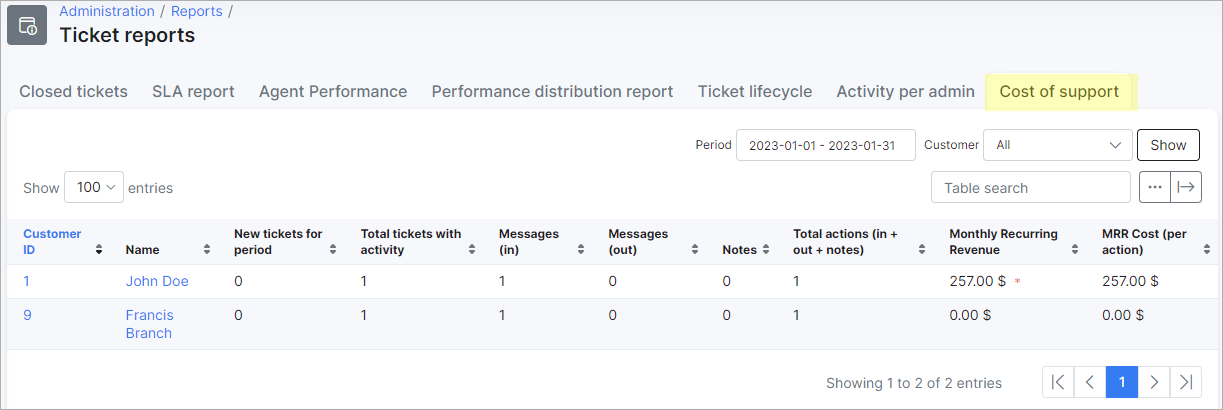 Administration / Reports /
Ticket reports
Closed tickets SLA report Agent Performance Performance distribution report Ticket lifecycle Activity per admin Cost of support
Period 2023-01-01 - 2023-01-31 Customer All Show
Show 100 entries Table search ...
Customer ID Name New tickets for period Total tickets with activity Messages (in) Messages (out) Notes Total actions (in + out + notes) Monthly Recurring Revenue MRR Cost (per action)
1 John Doe 0 1 1 0 0 1 257.00 $ * 257.00 $
9 Francis Branch 0 1 1 0 0 1 0.00 $ 0.00 $
Showing 1 to 2 of 2 entries 1